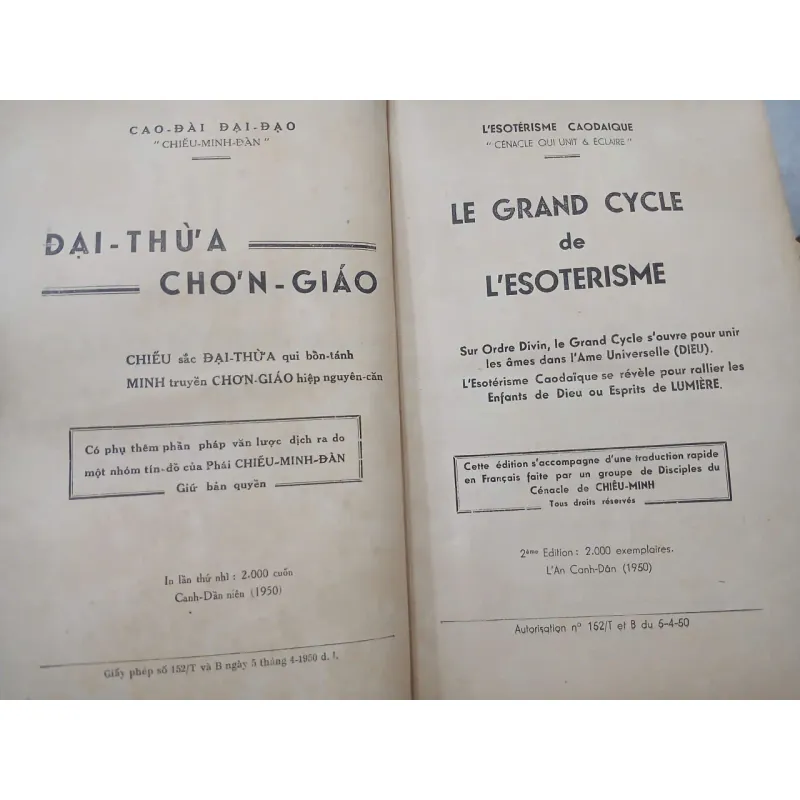 CAO-ĐÀI ĐẠI-ĐẠO
" CHIẾU-MINH-ĐÀN "
ĐẠI-THỪA
CHƠN-GIÁO
CHIẾU sắc ĐẠI-THỪA qui bồn-tánh
MINH truyền CHƠN-GIÁO hiệp nguyên-căn
Có phụ thêm phần pháp văn lược dịch ra do
một nhóm tín-đồ của Phái CHIẾU-MINH-ĐÀN
Giữ bản quyền
In lần thứ nhì : 2.000 cuốn
Canh-Dần niên (1950)
Giấy phép số 152/T và B ngày 5 tháng 4-1950 d. l.
L'ESOTÉRISME CAODAIQUE
" CÉNACLE QUI UNIT & ÉCLAIRE "
LE GRAND CYCLE
de
L'ESOTERISME
Sur Ordre Divin, le Grand Cycle s'ouvre pour unir
les âmes dans l'Ame Universelle (DIEU).
L'Esotérisme Caodaïque se révèle pour rallier les
Enfants de Dieu ou Esprits de LUMIÈRE.
Cette édition s'accompagne d'une traduction rapide
en Français faite par un groupe de Disciples du
Cénacle de CHIẾU-MINH
Tous droits réservés
2ème Edition : 2.000 exemplaires.
L'An Canh-Dân (1950)
Autorisation n° 152/T et B du 5-4-50